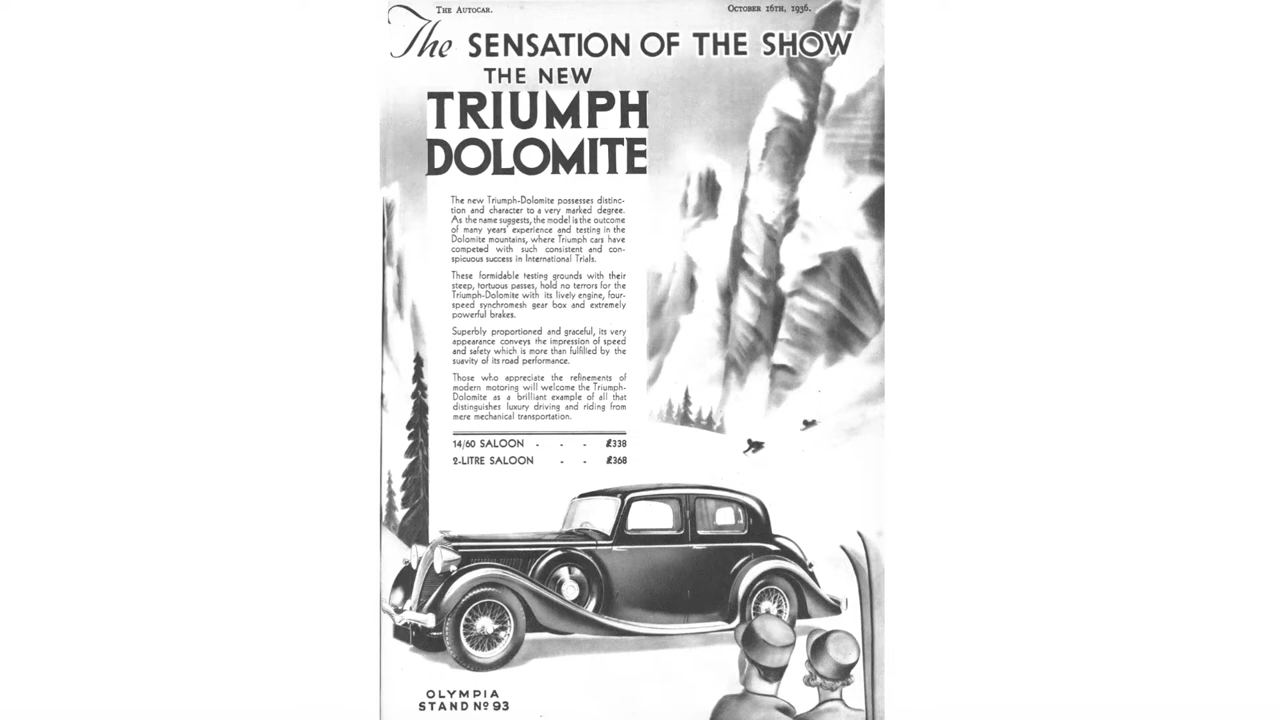 THE AUTOCAR.
OCTOBER 16TH, 1936.
The SENSATION OF THE SHOW
THE NEW
TRIUMPH
DOLOMITE
The new Triumph-Dolomite possesses distinc-
tion and character to a very marked degree.
As the name suggests, the model is the outcome
of many years' experience and testing in the
Dolomite mountains, where Triumph cars have
competed with such consistent and con-
spicuous success in International Trials.
These formidable testing grounds with their
steep, tortuous passes, hold no terrors for the
Triumph-Dolomite with its lively engine, four-
speed synchromesh gear box and extremely
powerful brakes.
Superbly proportioned and graceful, its very
appearance conveys the impression of speed
and safety which is more than fulfilled by the
suavity of its road performance.
Those who appreciate the refinements of
modern motoring will welcome the Triumph-
Dolomite as a brilliant example of all that
distinguishes luxury driving and riding from
mere mechanical transportation.
14/60 SALOON - - - £338
2-LITRE SALOON - - £368
OLYMPIA
STAND No 93